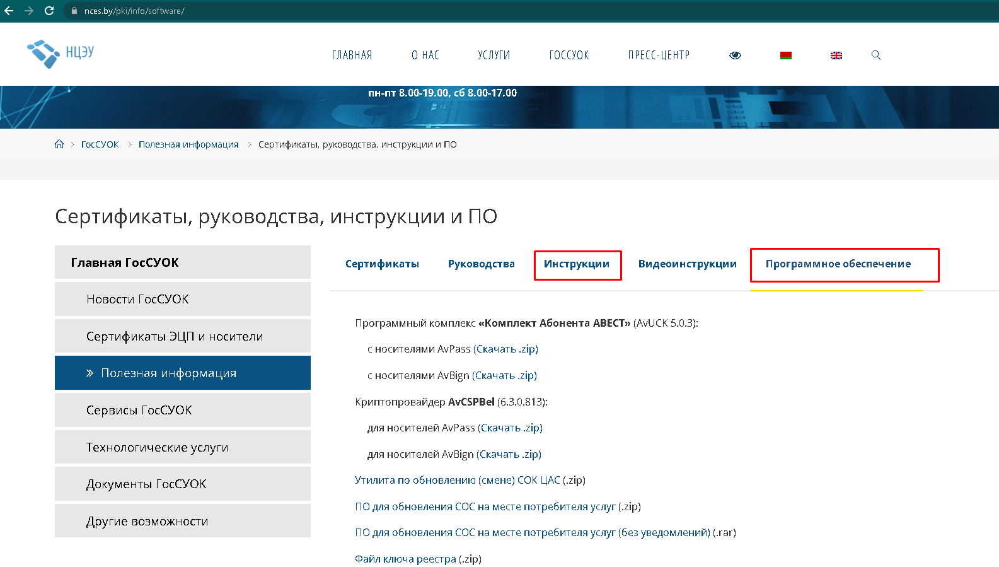 nces.by/pki/info/software/
НЦЭУ
ГЛАВНАЯ О НАС УСЛУГИ ГОССУОК ПРЕСС-ЦЕНТР
пн-пт 8.00-19.00, сб 8.00-17.00
ГосСУОК Полезная информация Сертификаты, руководства, инструкции и ПО
Сертификаты, руководства, инструкции и ПО
Главная ГосСУОК
Новости ГосСУОК
Сертификаты ЭЦП и носители
» Полезная информация
Сервисы ГосСУОК
Технологические услуги
Документы ГосСУОК
Другие возможности
Сертификаты Руководства Инструкции Видеоинструкции Программное обеспечение
Программный комплекс «Комплект Абонента АВЕСТ» (AvUCK 5.0.3):
с носителями AvPass (Скачать .zip)
с носителями AvBign (Скачать .zip)
Криптопровайдер AvCSPBel (6.3.0.813):
для носителей AvPass (Скачать .zip)
для носителей AvBign (Скачать .zip)
Утилита по обновлению (смене) СОК ЦАС (.zip)
ПО для обновления СОС на месте потребителя услуг (.zip)
ПО для обновления СОС на месте потребителя услуг (без уведомлений) (.rar)
Файл ключа реестра (.zip)